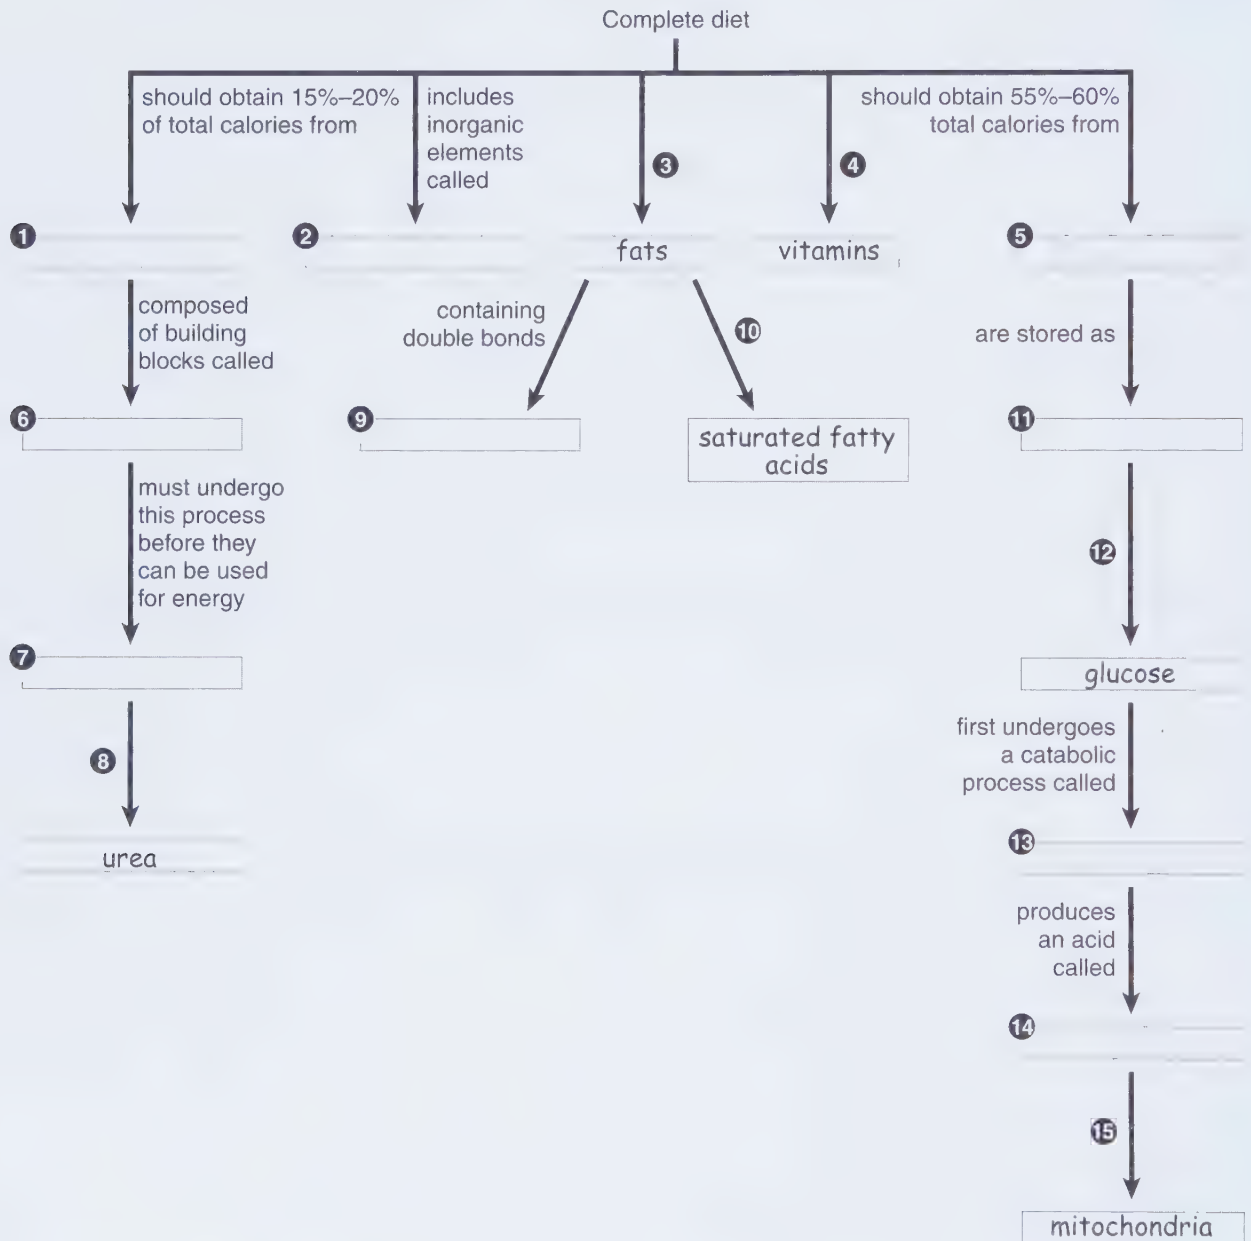 Complete diet
should obtain 15%–20%
of total calories from
includes
inorganic
elements
called
3
4
should obtain 55%–60%
total calories from
1
2
fats
vitamins
5
composed
of building
blocks called
containing
double bonds
10
are stored as
6
9
saturated fatty
acids
11
must undergo
this process
before they
can be used
for energy
12
7
glucose
8
first undergoes
a catabolic
process called
urea
13
produces
an acid
called
14
15
mitochondria